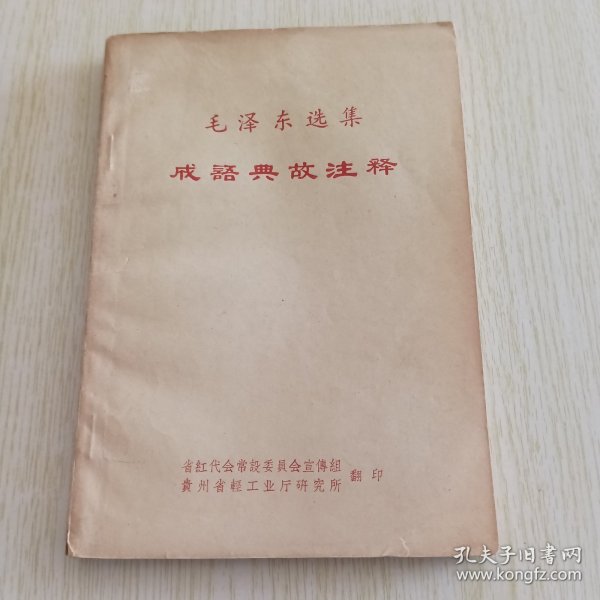 毛泽东选集
成語典故注释
省紅代会常設委員会宣傳組
貴州省輕工业厅研究所
翻印
孔夫子旧书网
www.kongfz.com